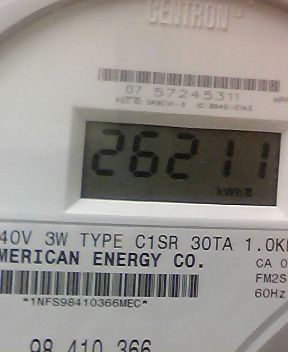 CENTRON®
07 57245311
26211
kWh
40V 3W TYPE C1SR 30TA 1.0K
MERICAN ENERGY CO.
CA 0
FM2S
60Hz
*1NFS98410366MEC*
98 410 366